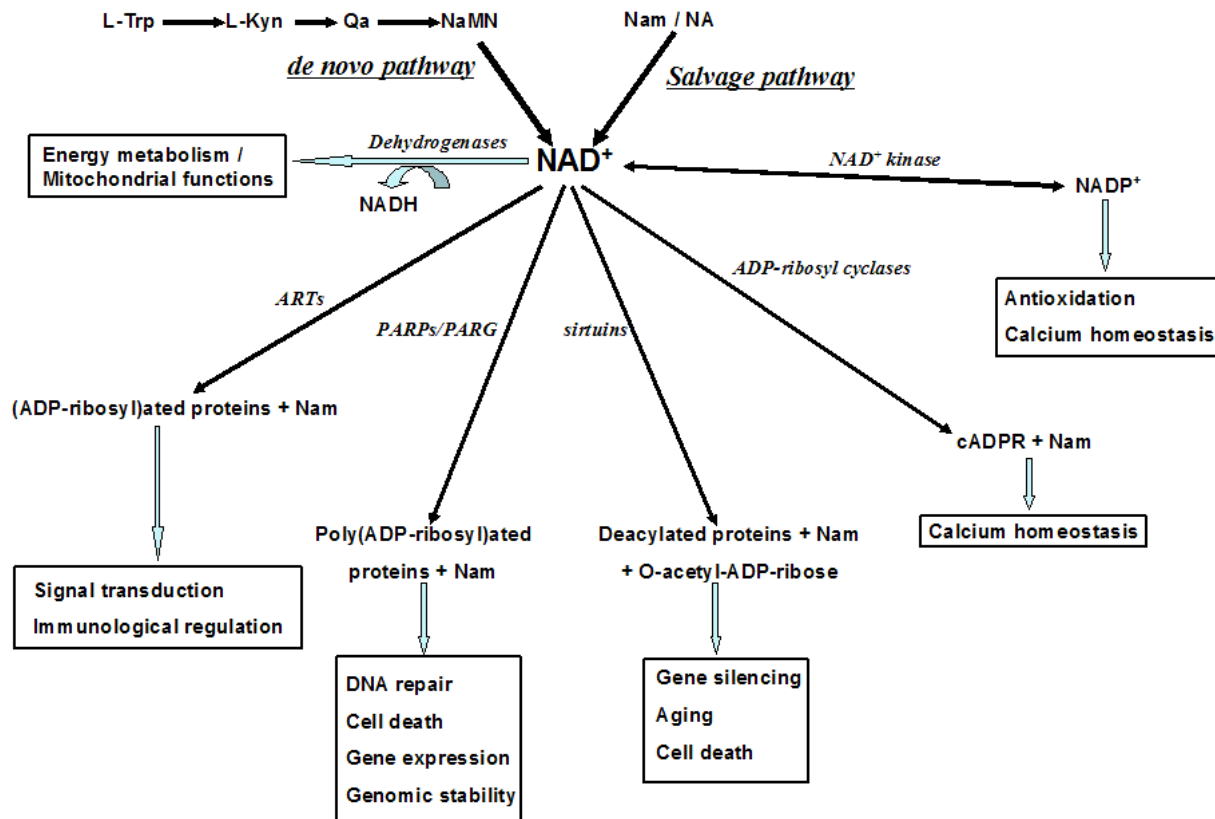 L-Trp L-Kyn Qa NaMN Nam / NA
de novo pathway
Salvage pathway
Dehydrogenases
Energy metabolism /
Mitochondrial functions
NAD⁺
NADH
NAD⁺ kinase
NADP⁺
ADP-ribosyl cyclases
ARTs
PARPs/PARG
sirtuins
Antioxidation
Calcium homeostasis
(ADP-ribosyl)ated proteins + Nam
cADPR + Nam
Calcium homeostasis
Poly(ADP-ribosyl)ated
proteins + Nam
Deacylated proteins + Nam
+ O-acetyl-ADP-ribose
Signal transduction
Immunological regulation
DNA repair
Cell death
Gene expression
Genomic stability
Gene silencing
Aging
Cell death